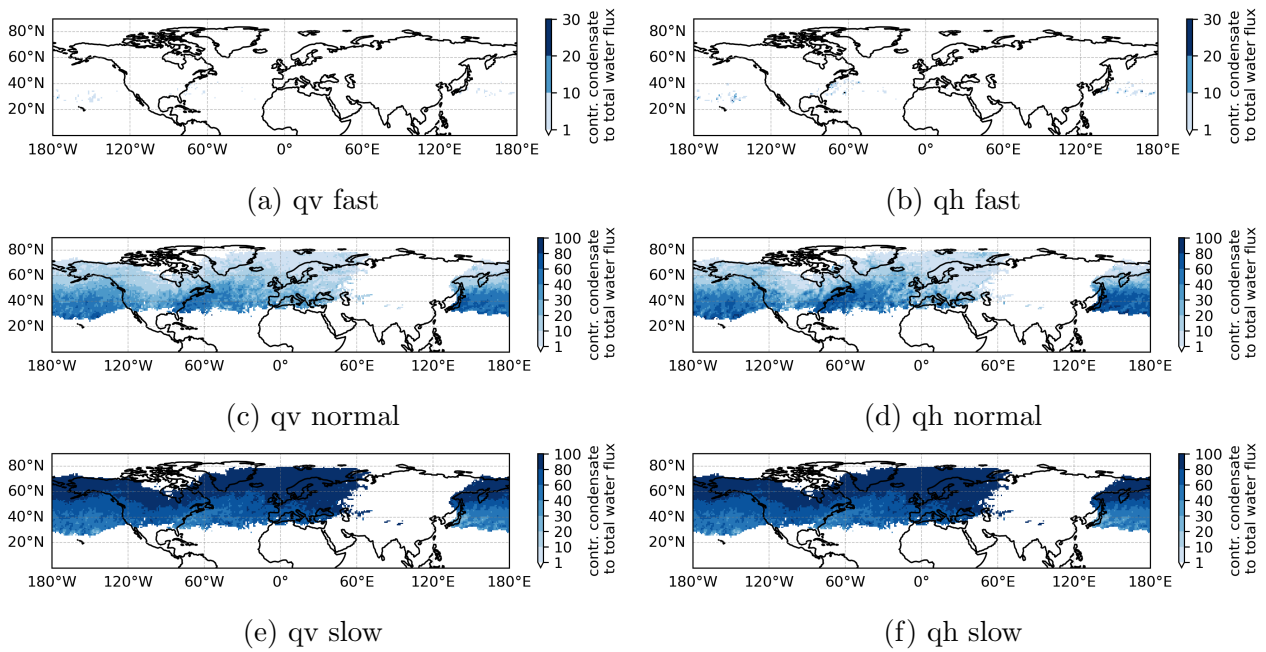 80°N
60°N
40°N
20°N
180°W 120°W 60°W 0° 60°E 120°E 180°E
30
20
10
1
contr. condensate
to total water flux
(a) qv fast
80°N
60°N
40°N
20°N
180°W 120°W 60°W 0° 60°E 120°E 180°E
30
20
10
1
contr. condensate
to total water flux
(b) qh fast
80°N
60°N
40°N
20°N
180°W 120°W 60°W 0° 60°E 120°E 180°E
100
80
60
40
30
20
10
1
contr. condensate
to total water flux
(c) qv normal
80°N
60°N
40°N
20°N
180°W 120°W 60°W 0° 60°E 120°E 180°E
100
80
60
40
30
20
10
1
contr. condensate
to total water flux
(d) qh normal
80°N
60°N
40°N
20°N
180°W 120°W 60°W 0° 60°E 120°E 180°E
100
80
60
40
30
20
10
1
contr. condensate
to total water flux
(e) qv slow
80°N
60°N
40°N
20°N
180°W 120°W 60°W 0° 60°E 120°E 180°E
100
80
60
40
30
20
10
1
contr. condensate
to total water flux
(f) qh slow